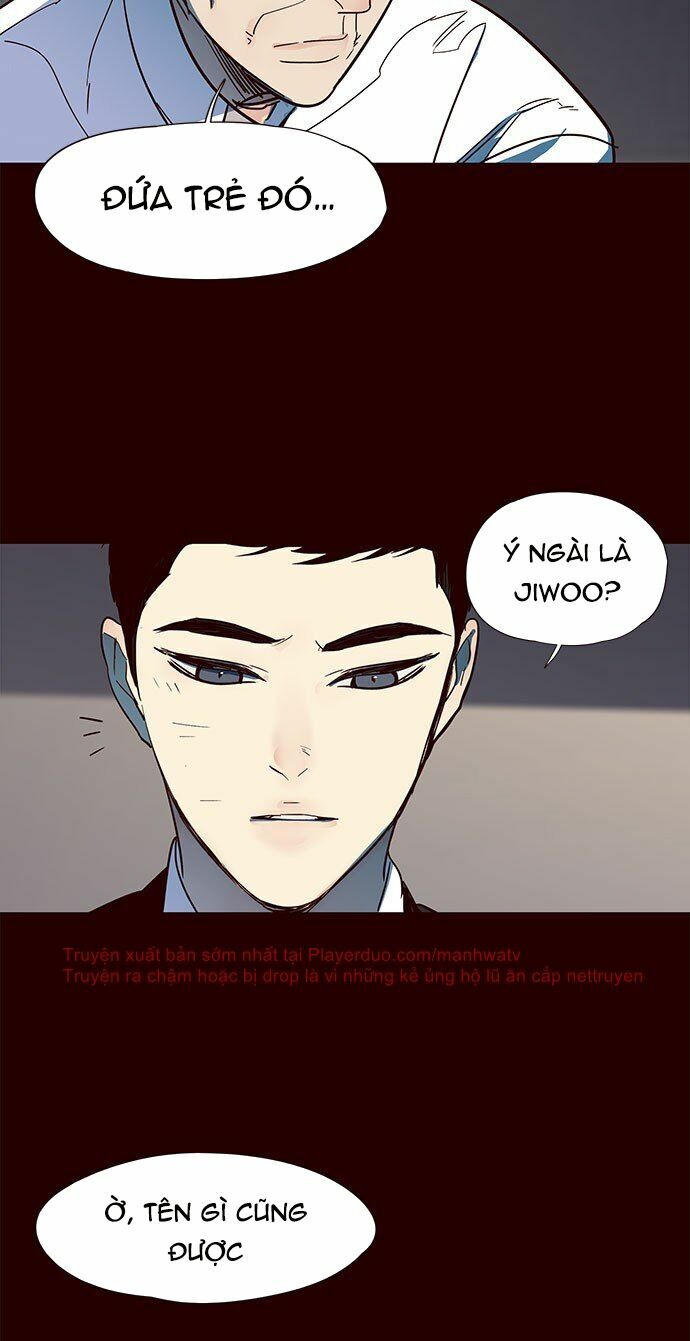 ĐỨA TRẺ ĐÓ...
Ý NGÀI LÀ
JIWOO?
Truyện xuất bản sớm nhất tại Playerduo.com/manhwatv
Truyện ra chậm hoặc bị drop là vì những kẻ ủng hộ lũ ăn cắp nettruyen
Ờ, TÊN GÌ CŨNG
ĐƯỢC